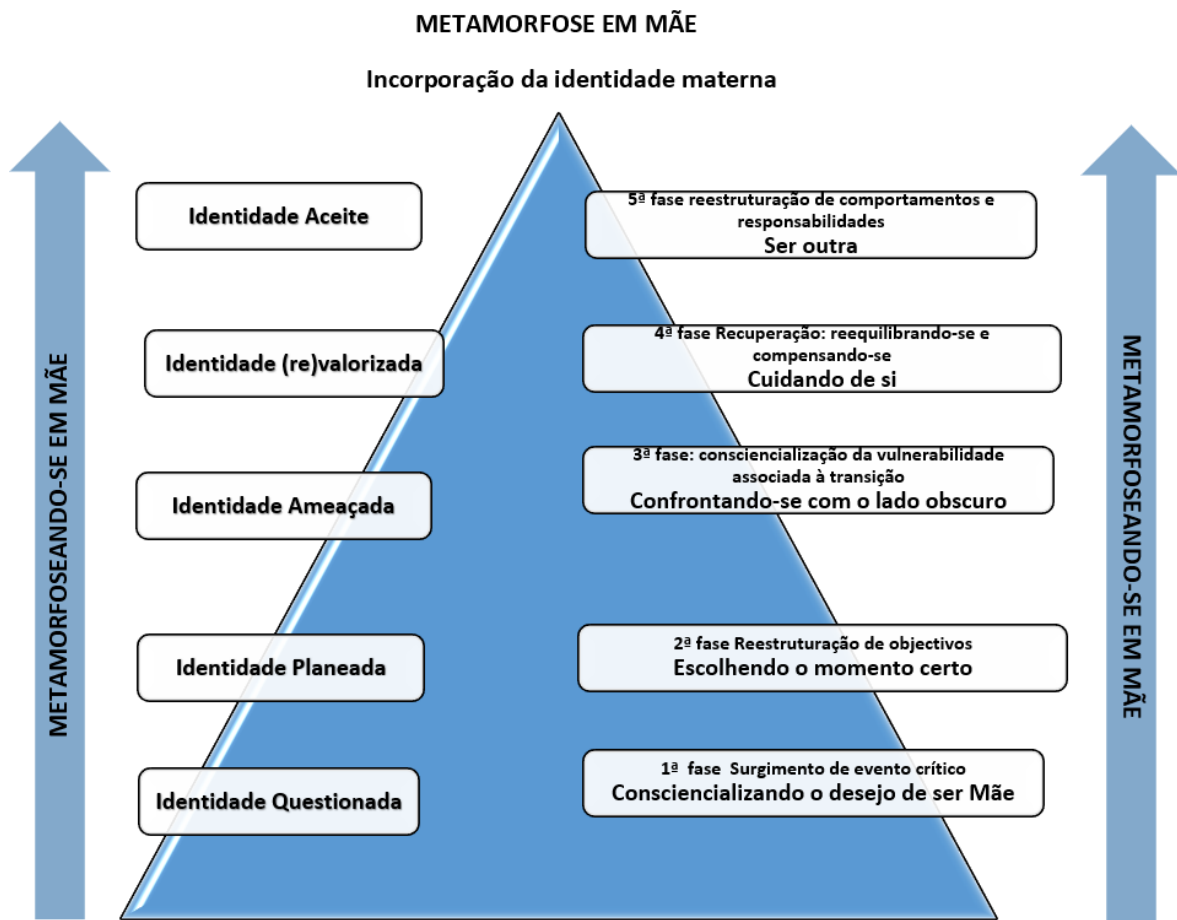 METAMORFOSE EM MÃE
Incorporação da identidade materna
METAMORFOSEANDO-SE EM MÃE
Identidade Aceite
5ª fase reestruturação de comportamentos e
responsabilidades
Ser outra
Identidade (re)valorizada
4ª fase Recuperação: reequilibrando-se e
compensando-se
Cuidando de si
Identidade Ameaçada
3ª fase: consciencialização da vulnerabilidade
associada à transição
Confrontando-se com o lado obscuro
Identidade Planeada
2ª fase Reestruturação de objectivos
Escolhendo o momento certo
Identidade Questionada
1ª fase Surgimento de evento crítico
Consciencializando o desejo de ser Mãe
METAMORFOSEANDO-SE EM MÃE